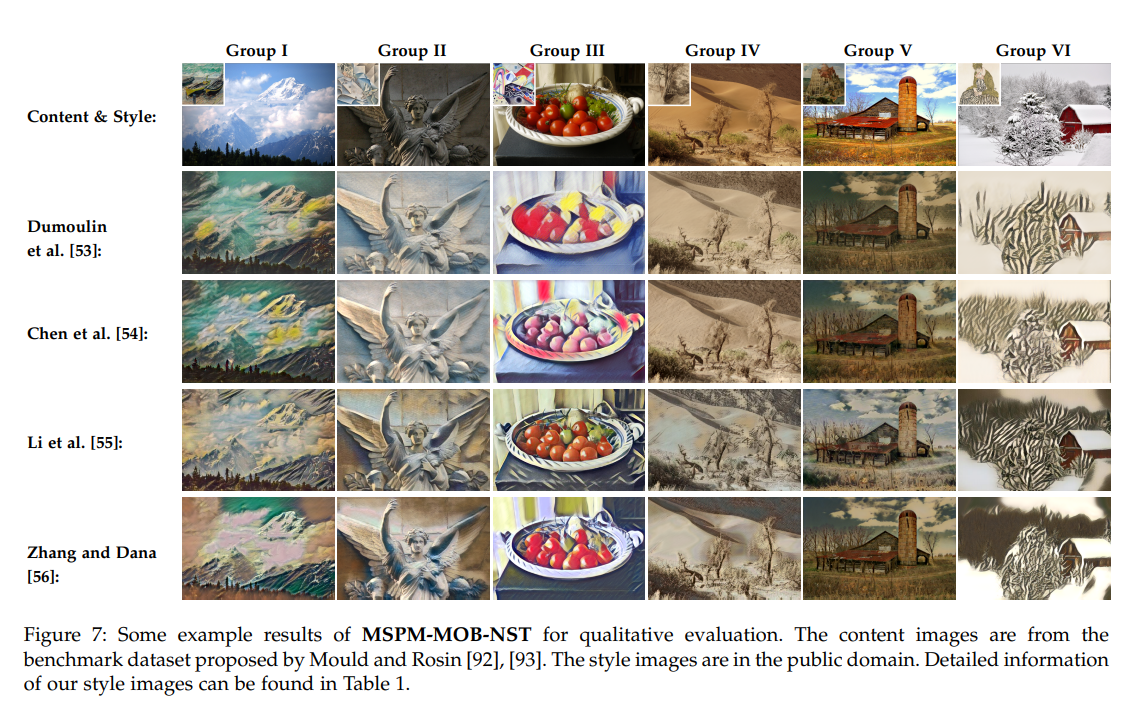 Group I Group II Group III Group IV Group V Group VI
Content & Style:
Dumoulin
et al. [53]:
Chen et al. [54]:
Li et al. [55]:
Zhang and Dana
[56]:
Figure 7: Some example results of MSPM-MOB-NST for qualitative evaluation. The content images are from the
benchmark dataset proposed by Mould and Rosin [92], [93]. The style images are in the public domain. Detailed information
of our style images can be found in Table 1.